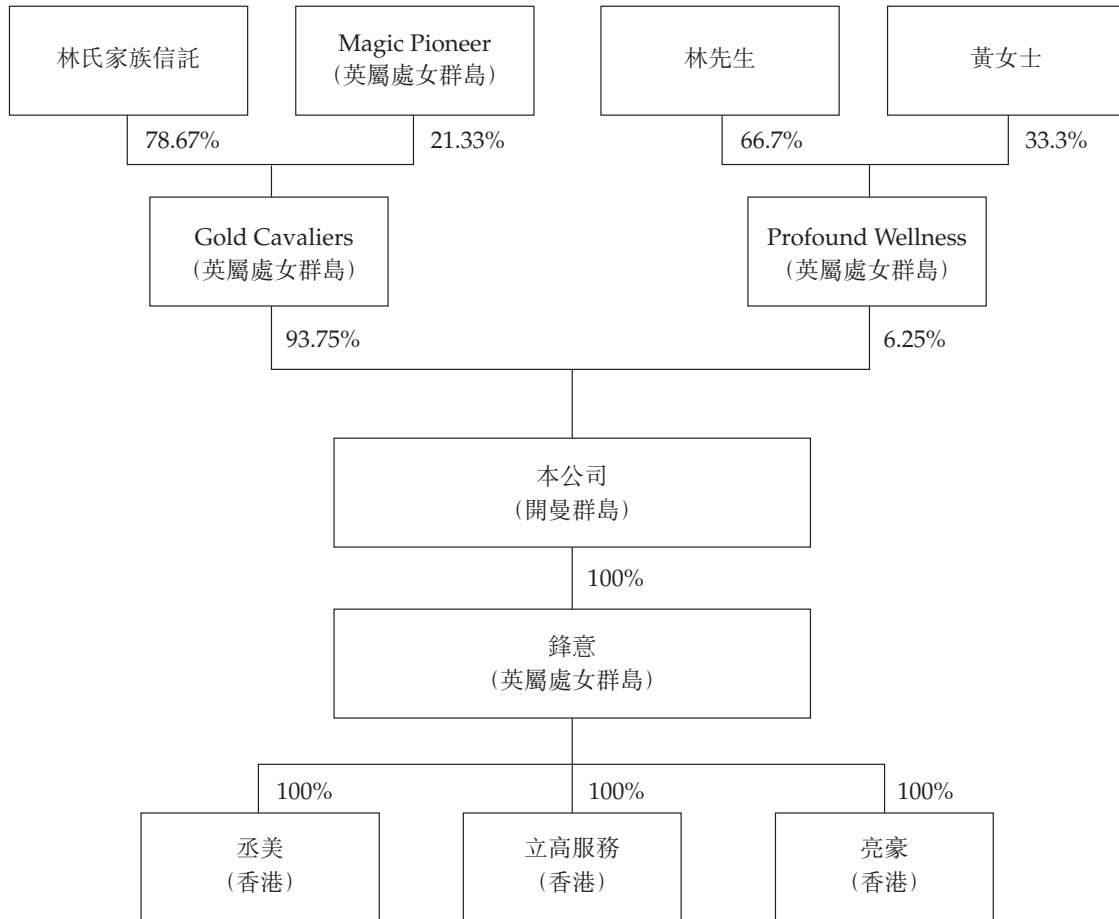 林氏家族信託
Magic Pioneer
(英屬處女群島)
林先生
黃女士
78.67%
21.33%
66.7%
33.3%
Gold Cavaliers
(英屬處女群島)
Profound Wellness
(英屬處女群島)
93.75%
6.25%
本公司
(開曼群島)
100%
鋒意
(英屬處女群島)
100%
100%
100%
丞美
(香港)
立高服務
(香港)
亮豪
(香港)